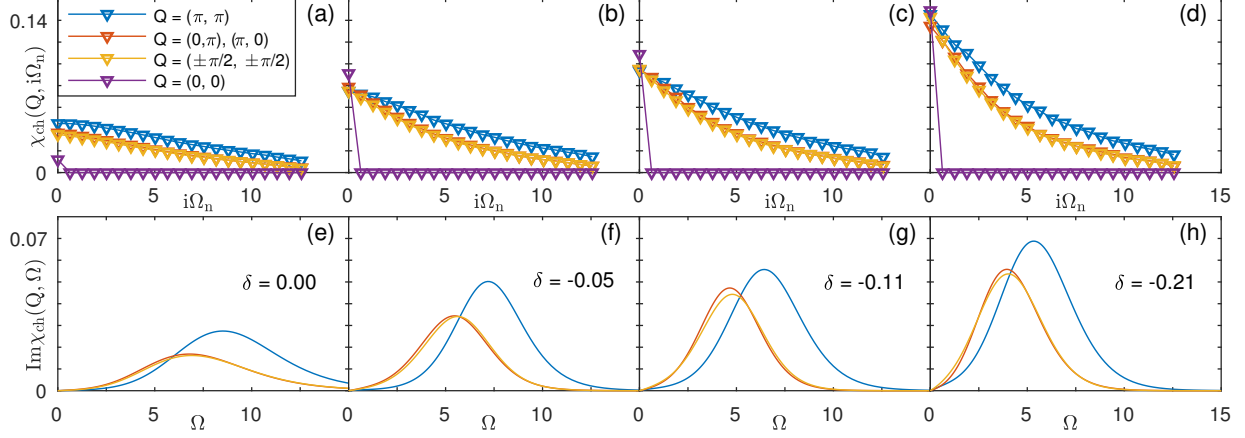 (a) (b) (c) (d)
0.14
Q = (π, π)
Q = (0,π), (π, 0)
Q = (±π/2, ±π/2)
Q = (0, 0)
χch(Q, iΩn)
0
0 5 10 0 5 10 0 5 10 0 5 10 15
iΩn iΩn iΩn iΩn
(e) (f) (g) (h)
0.07
δ = 0.00 δ = -0.05 δ = -0.11 δ = -0.21
Imχch(Q, Ω)
0
0 5 10 0 5 10 0 5 10 0 5 10 15
Ω Ω Ω Ω